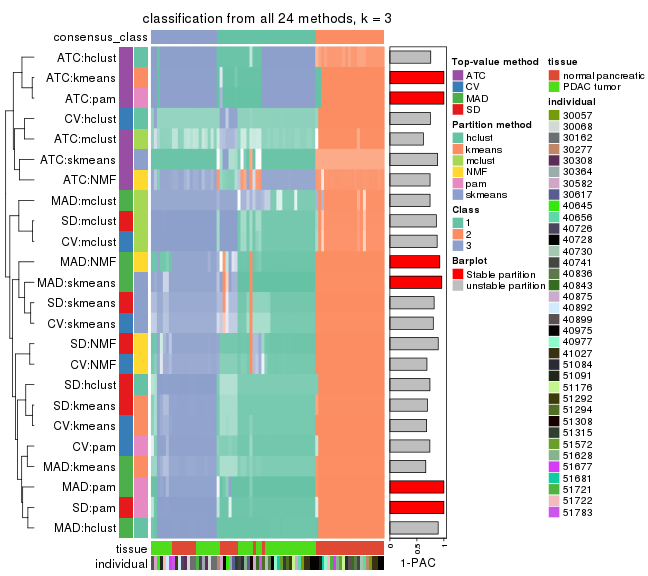 classification from all 24 methods, k = 3
consensus_class
ATC:hclust
ATC:kmeans
ATC:pam
CV:hclust
ATC:mclust
ATC:skmeans
ATC:NMF
MAD:mclust
SD:mclust
CV:mclust
MAD:NMF
MAD:skmeans
SD:skmeans
CV:skmeans
SD:NMF
CV:NMF
SD:hclust
SD:kmeans
CV:kmeans
CV:pam
MAD:kmeans
MAD:pam
SD:pam
MAD:hclust
tissue
individual
0
0.5
1
1-PAC
Top-value method
ATC
CV
MAD
SD
Partition method
hclust
kmeans
mclust
NMF
pam
skmeans
Class
1
2
3
Barplot
Stable partition
unstable partition
tissue
normal pancreatic
PDAC tumor
individual
30057
30068
30162
30277
30308
30364
30582
30617
40645
40656
40726
40728
40730
40741
40836
40843
40875
40892
40899
40975
40977
41027
51084
51091
51176
51292
51294
51308
51315
51572
51628
51677
51681
51721
51722
51783